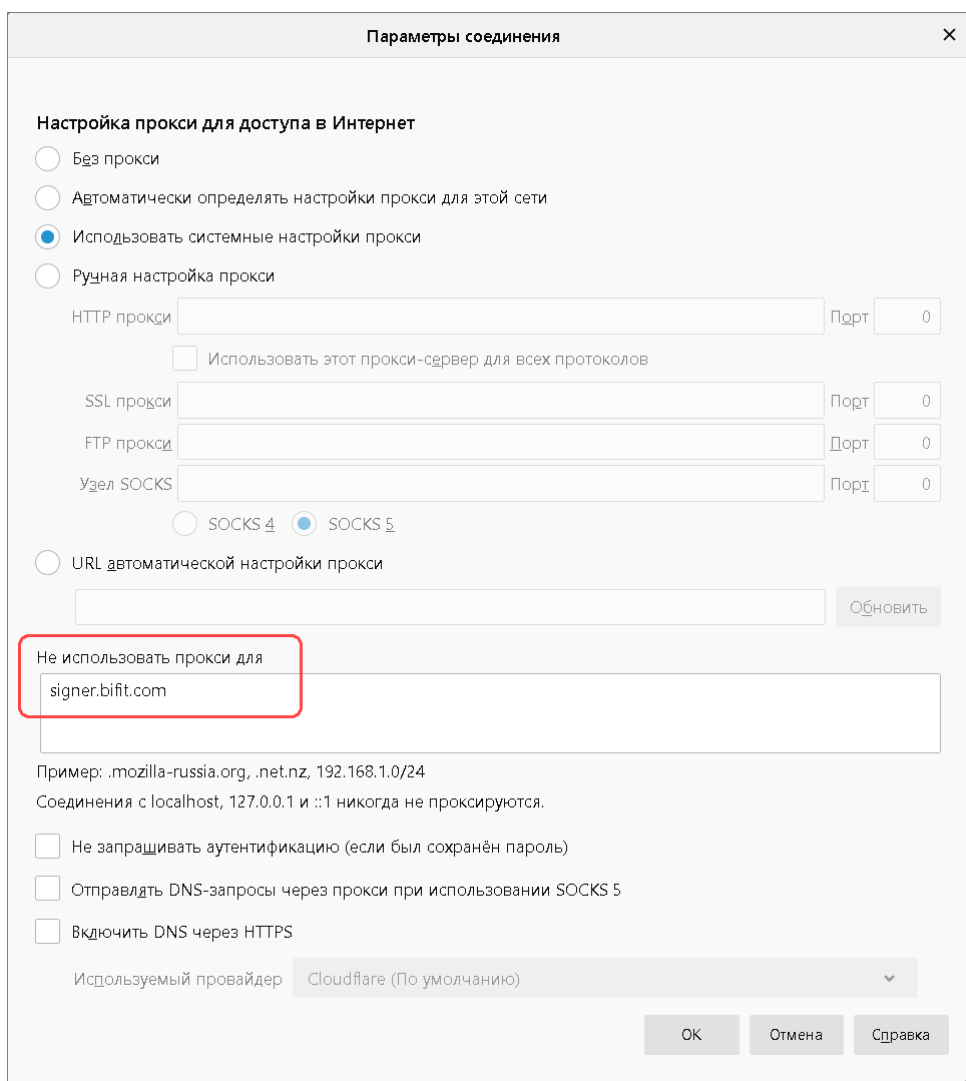 Параметры соединения
Настройка прокси для доступа в Интернет
Без прокси
Автоматически определять настройки прокси для этой сети
Использовать системные настройки прокси
Ручная настройка прокси
HTTP прокси Порт 0
Использовать этот прокси-сервер для всех протоколов
SSL прокси Порт 0
FTP прокси Порт 0
Узел SOCKS Порт 0
SOCKS 4 SOCKS 5
URL автоматической настройки прокси
Обновить
Не использовать прокси для
signer.bifit.com
Пример: .mozilla-russia.org, .net.nz, 192.168.1.0/24
Соединения с localhost, 127.0.0.1 и ::1 никогда не проксируются.
Не запрашивать аутентификацию (если был сохранён пароль)
Отправлять DNS-запросы через прокси при использовании SOCKS 5
Включить DNS через HTTPS
Используемый провайдер Cloudflare (По умолчанию)
OK Отмена Справка